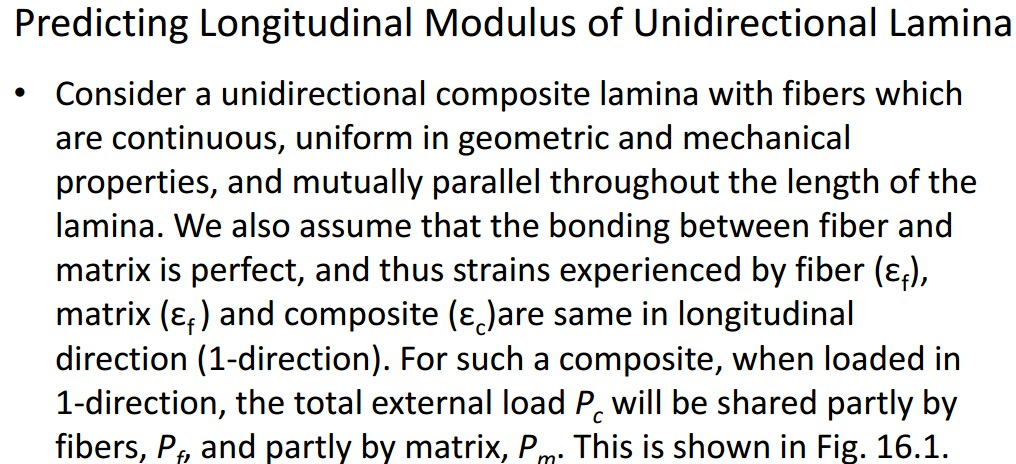 Predicting Longitudinal Modulus of Unidirectional Lamina
• Consider a unidirectional composite lamina with fibers which
are continuous, uniform in geometric and mechanical
properties, and mutually parallel throughout the length of the
lamina. We also assume that the bonding between fiber and
matrix is perfect, and thus strains experienced by fiber (εf),
matrix (εf ) and composite (εc)are same in longitudinal
direction (1-direction). For such a composite, when loaded in
1-direction, the total external load Pc will be shared partly by
fibers, Pf, and partly by matrix, Pm. This is shown in Fig. 16.1.